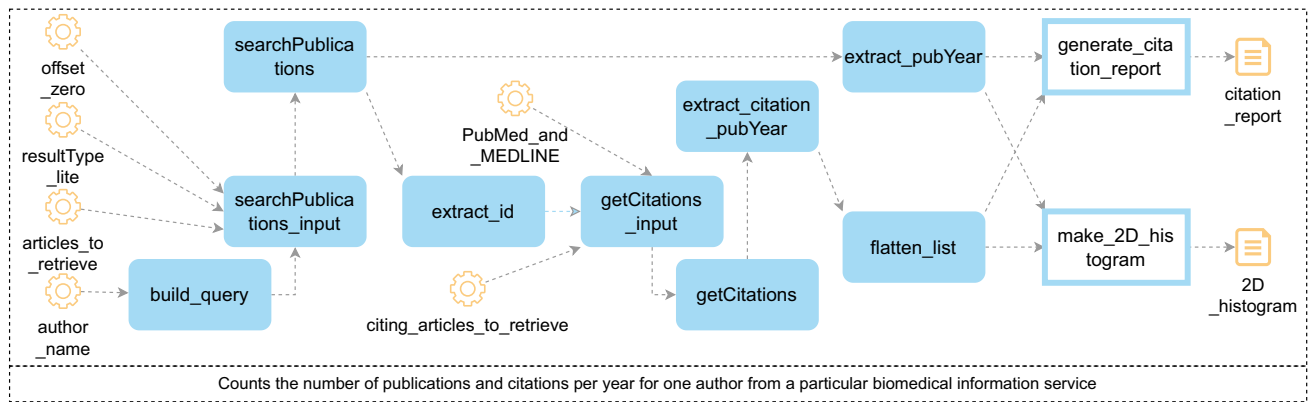 offset
_zero
resultType
_lite
articles_to
_retrieve
author
_name
build_query
searchPublica
tions_input
searchPublica
tions
extract_id
PubMed_and
_MEDLINE
citing_articles_to_retrieve
getCitations
_input
getCitations
extract_citation
_pubYear
extract_pubYear
flatten_list
generate_cita
tion_report
make_2D_his
togram
citation
_report
2D
_histogram
Counts the number of publications and citations per year for one author from a particular biomedical information service